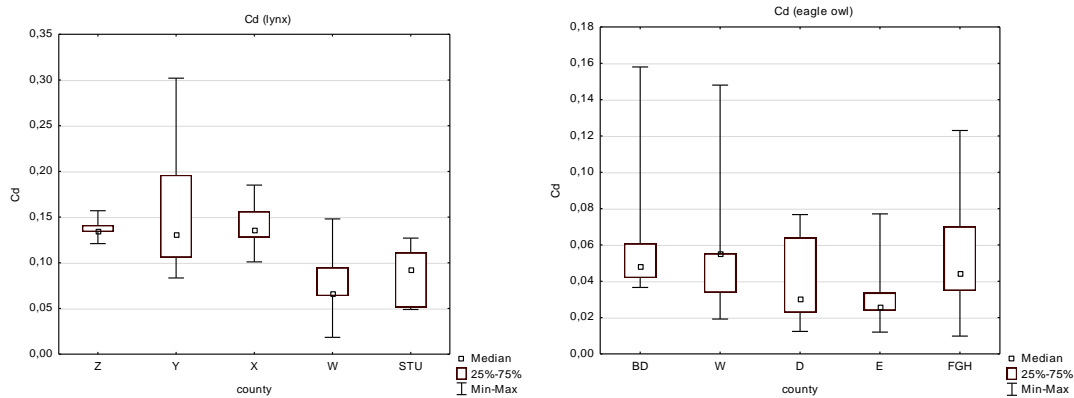 Cd (lynx)
0,35
0,30
0,25
0,20
0,15
0,10
0,05
0,00
Cd
Z Y X W STU
county
Median
25%-75%
Min-Max
Cd (eagle owl)
0,18
0,16
0,14
0,12
0,10
0,08
0,06
0,04
0,02
0,00
Cd
BD W D E FGH
county
Median
25%-75%
Min-Max